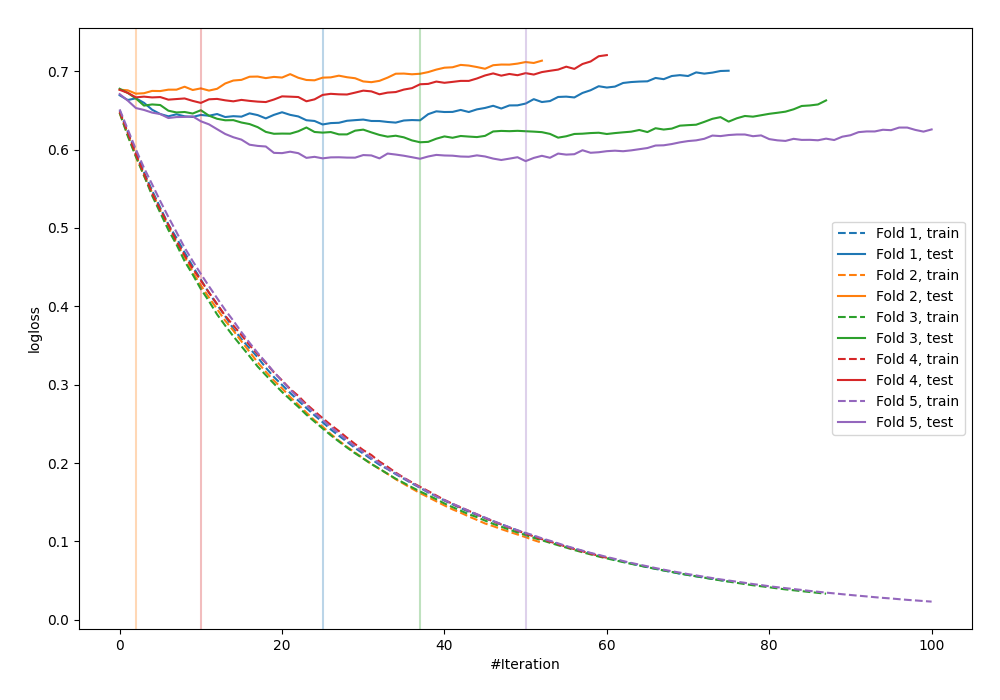 0.7
0.6
0.5
0.4
0.3
0.2
0.1
0.0
logloss
0
20
40
60
80
100
#Iteration
Fold 1, train
Fold 1, test
Fold 2, train
Fold 2, test
Fold 3, train
Fold 3, test
Fold 4, train
Fold 4, test
Fold 5, train
Fold 5, test